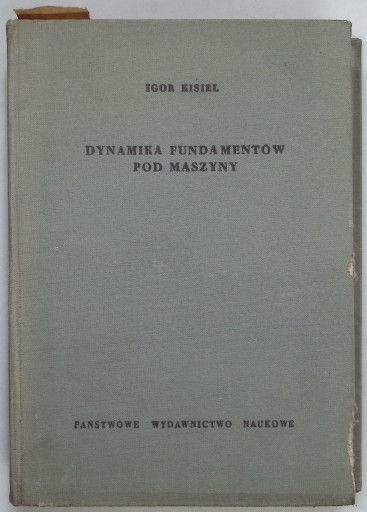 IGOR KISIEL
DYNAMIKA FUNDAMENTÓW
POD MASZYNY
PAŃSTWOWE WYDAWNICTWO NAUKOWE